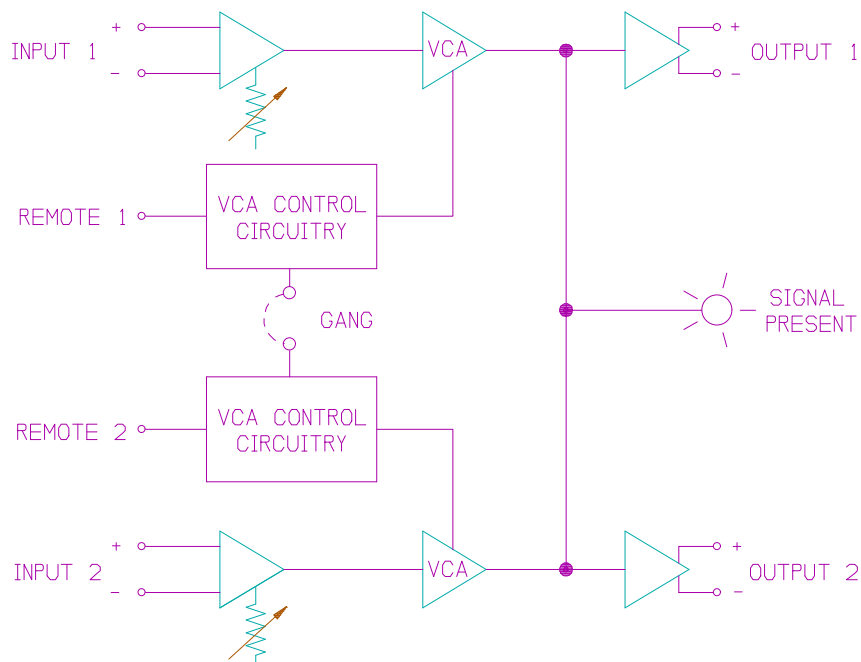 +
INPUT 1
-
VCA
+
OUTPUT 1
-
REMOTE 1
VCA CONTROL
CIRCUITRY
GANG
SIGNAL
PRESENT
REMOTE 2
VCA CONTROL
CIRCUITRY
+
INPUT 2
-
VCA
+
OUTPUT 2
-